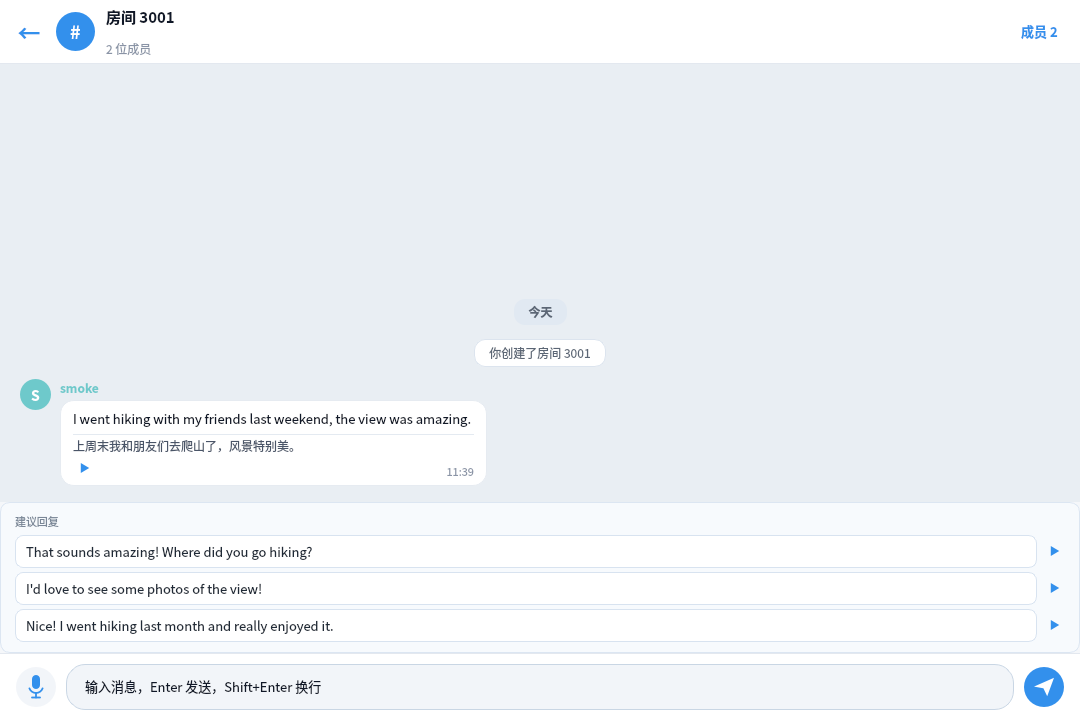 ←
#
房间 3001
2 位成员
成员 2
今天
你创建了房间 3001
S
smoke
I went hiking with my friends last weekend, the view was amazing.
上周末我和朋友们去爬山了，风景特别美。
11:39
建议回复
That sounds amazing! Where did you go hiking?
I'd love to see some photos of the view!
Nice! I went hiking last month and really enjoyed it.
输入消息，Enter 发送，Shift+Enter 换行